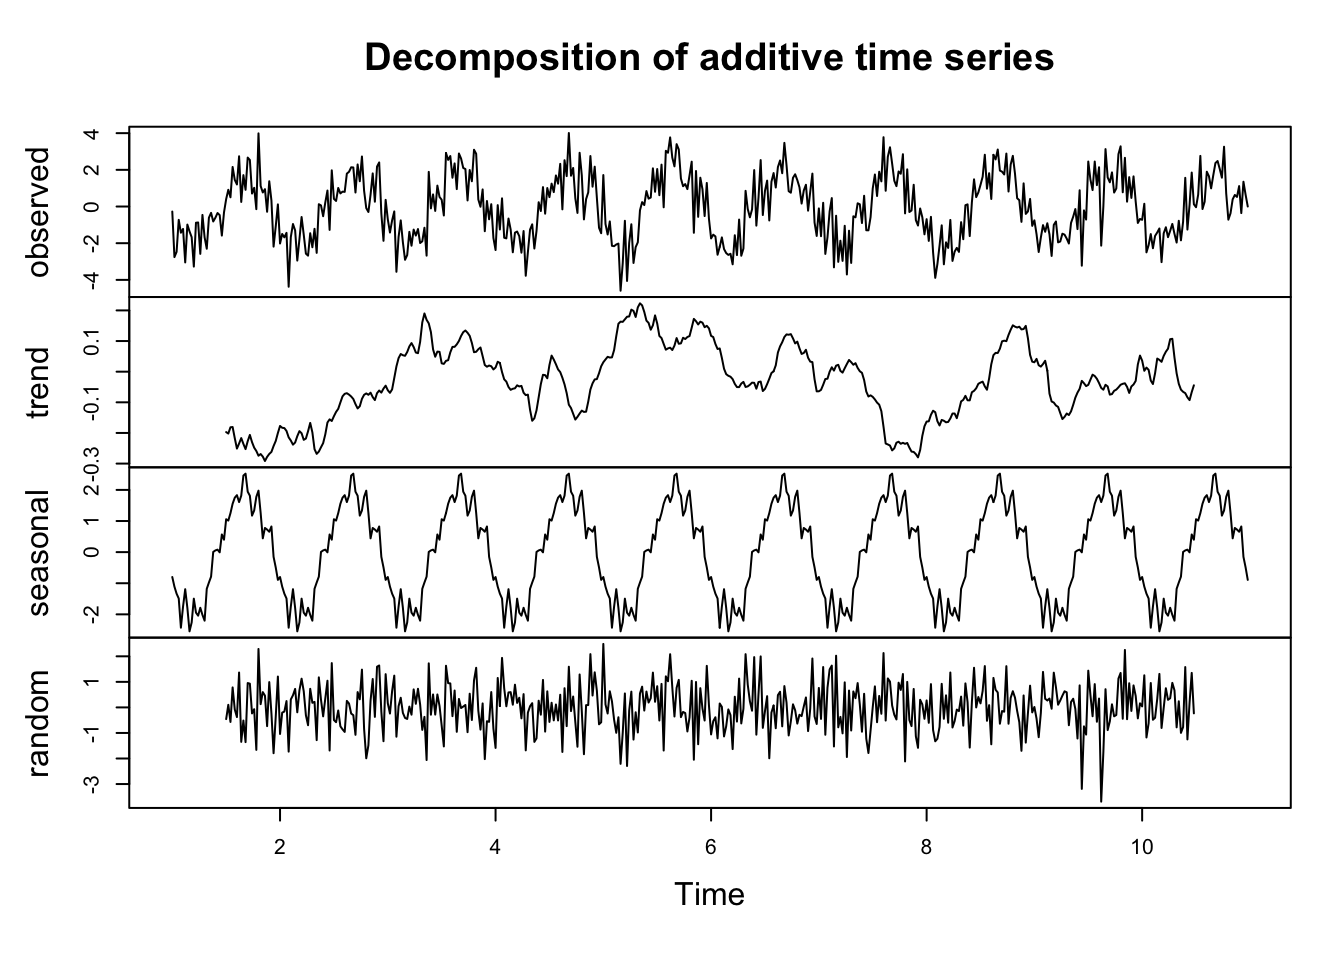 Decomposition of additive time series
observed
-4 -2 0 2 4
trend
-0.3 -0.1 0.1
seasonal
-2 0 1 2
random
-3 -1 1
2 4 6 8 10
Time